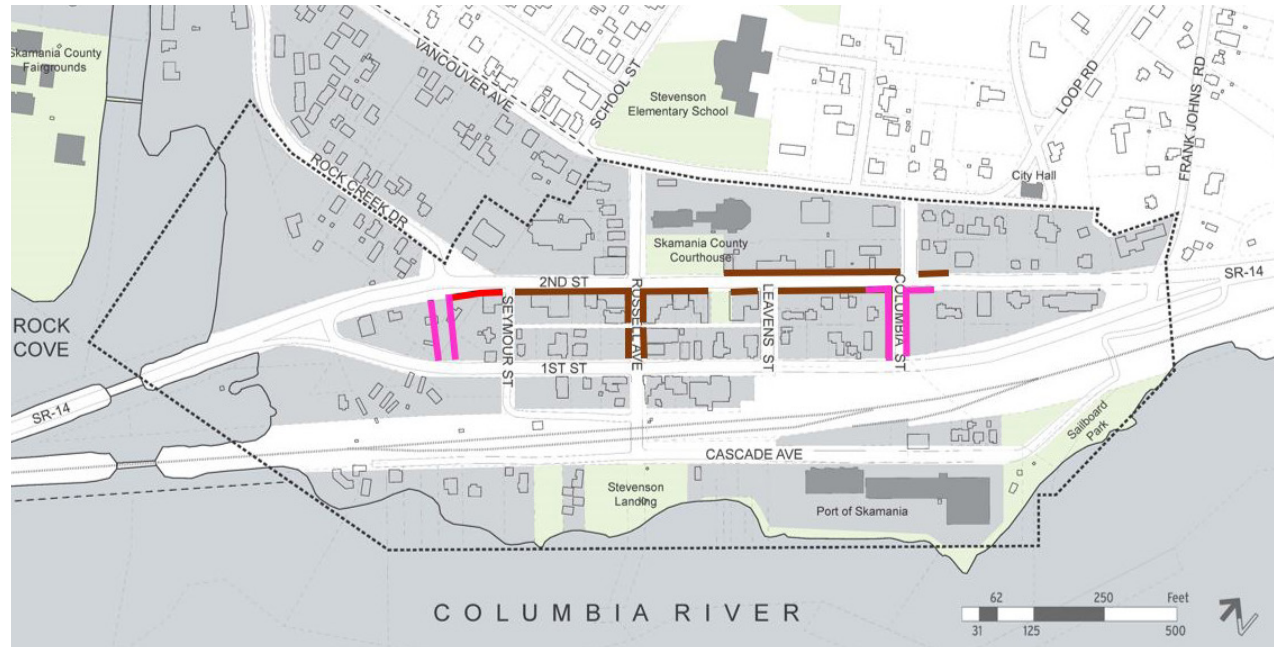 Skamania County
Fairgrounds
VANCOUVER AVE
SCHOOL ST
Stevenson
Elementary School
LOOP RD
FRANK JOHNS RD
City Hall
ROCK CREEK DR
Skamania County
Courthouse
2ND ST
SR-14
ROCK
COVE
SEYMOUR ST
RUSSELL AVE
LEAVENS ST
COLUMBIA ST
1ST ST
SR-14
Sailboard
Park
CASCADE AVE
Stevenson
Landing
Port of Skamania
COLUMBIA RIVER
62 250 Feet
31 125 500
N